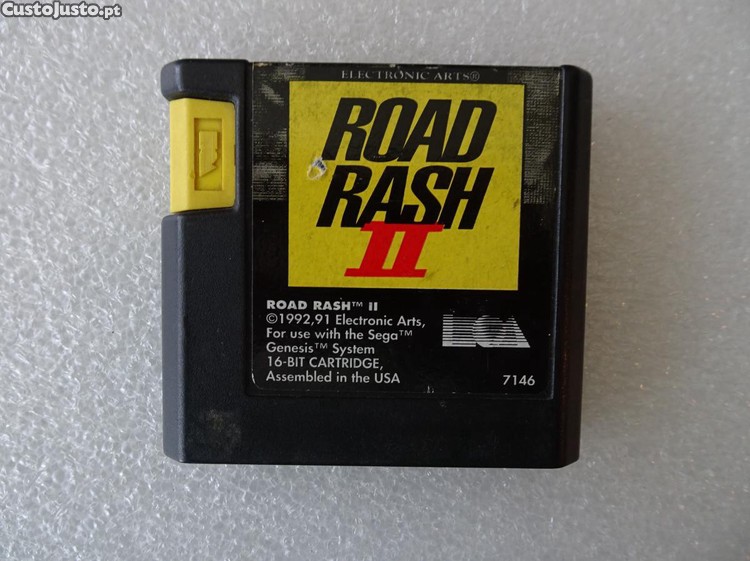 CustoJusto.pt
ELECTRONIC ARTS®
ROAD
RASH
II
ROAD RASH™ II
©1992,91 Electronic Arts,
For use with the Sega™
Genesis™ System
16-BIT CARTRIDGE,
Assembled in the USA
EA
7146